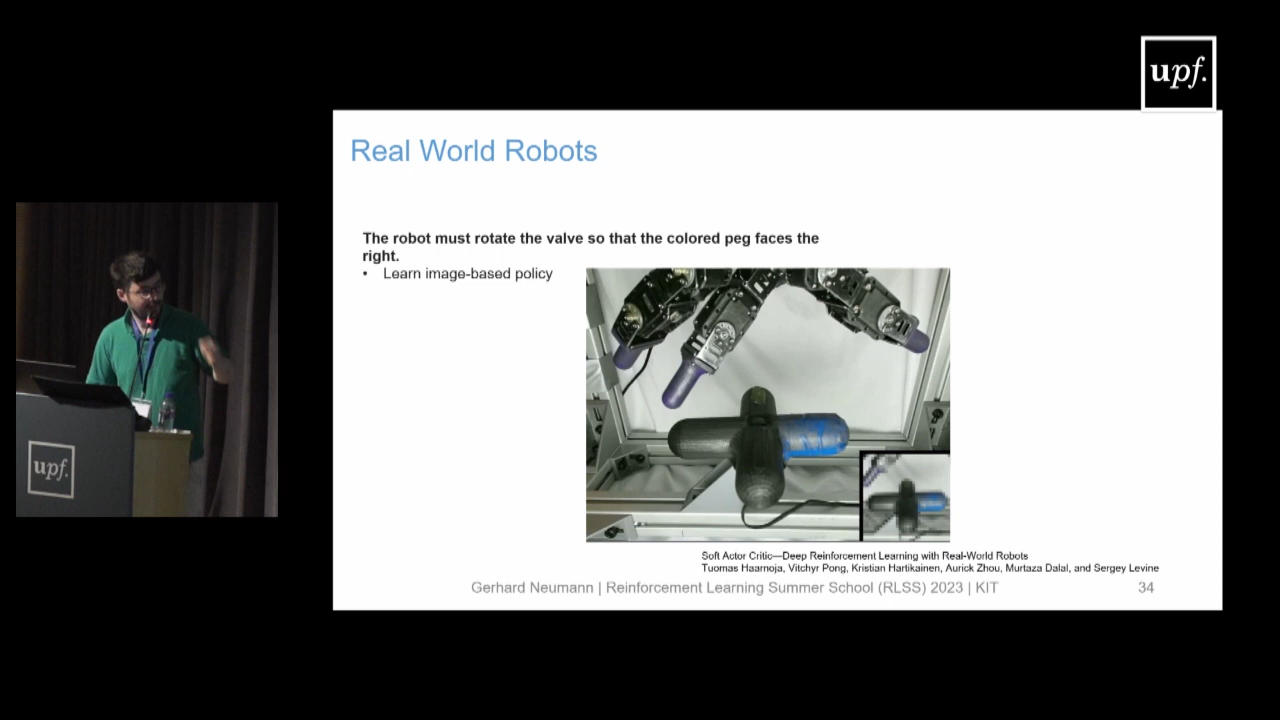 upf.
Real World Robots
The robot must rotate the valve so that the colored peg faces the
right.
• Learn image-based policy
upf.
Soft Actor Critic—Deep Reinforcement Learning with Real-World Robots
Tuomas Haarnoja, Vitchyr Pong, Kristian Hartikainen, Aurick Zhou, Murtaza Dalal, and Sergey Levine
Gerhard Neumann | Reinforcement Learning Summer School (RLSS) 2023 | KIT
34